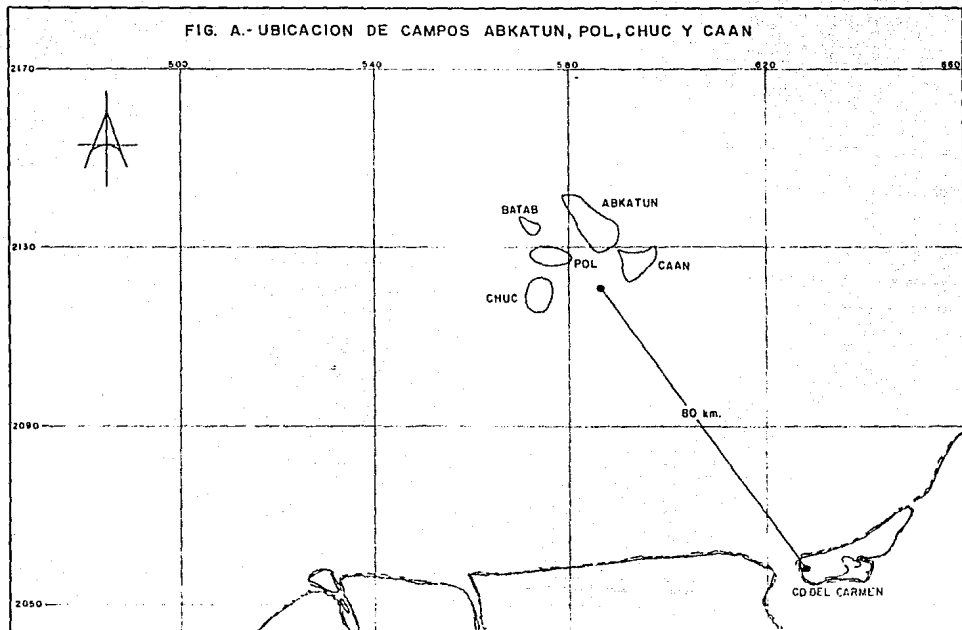 FIG. A.- UBICACION DE CAMPOS ABKATUN, POL, CHUC Y CAAN
2170
500
540
580
620
660
BATAB
ABKATUN
2130
POL
CAAN
CHUC
2090
80 km.
2050
CD DEL CARMEN